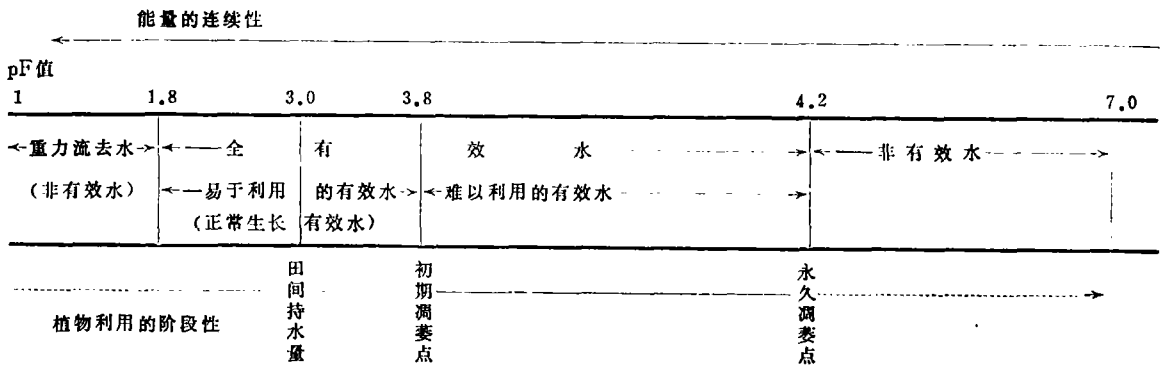 能量的连续性
pF值
1 1.8 3.0 3.8 4.2 7.0
重力流去水 全有效水 非有效水
(非有效水) 易于利用的有效水 难以利用的有效水
(正常生长有效水)
田间持水量 初期凋萎点 永久凋萎点
植物利用的阶段性